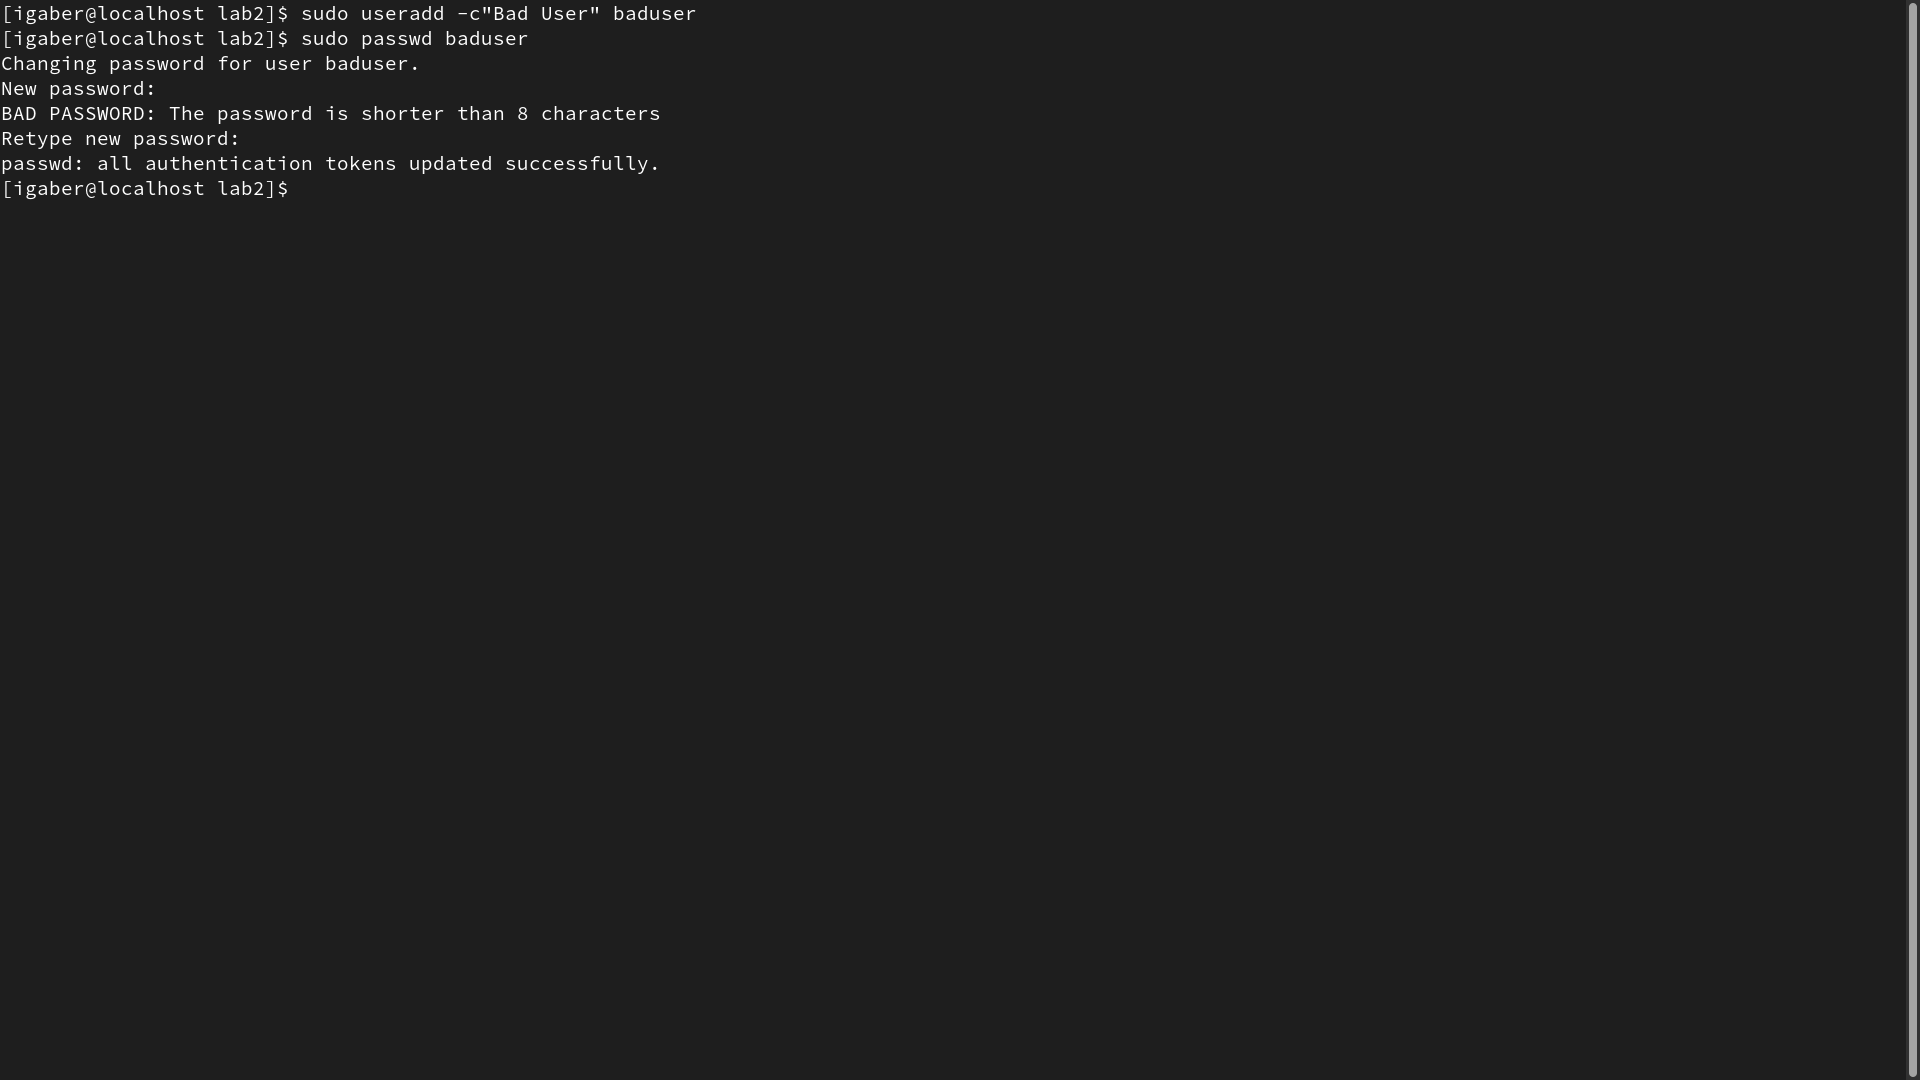 [igaber@localhost lab2]$ sudo useradd -c"Bad User" baduser
[igaber@localhost lab2]$ sudo passwd baduser
Changing password for user baduser.
New password:
BAD PASSWORD: The password is shorter than 8 characters
Retype new password:
passwd: all authentication tokens updated successfully.
[igaber@localhost lab2]$